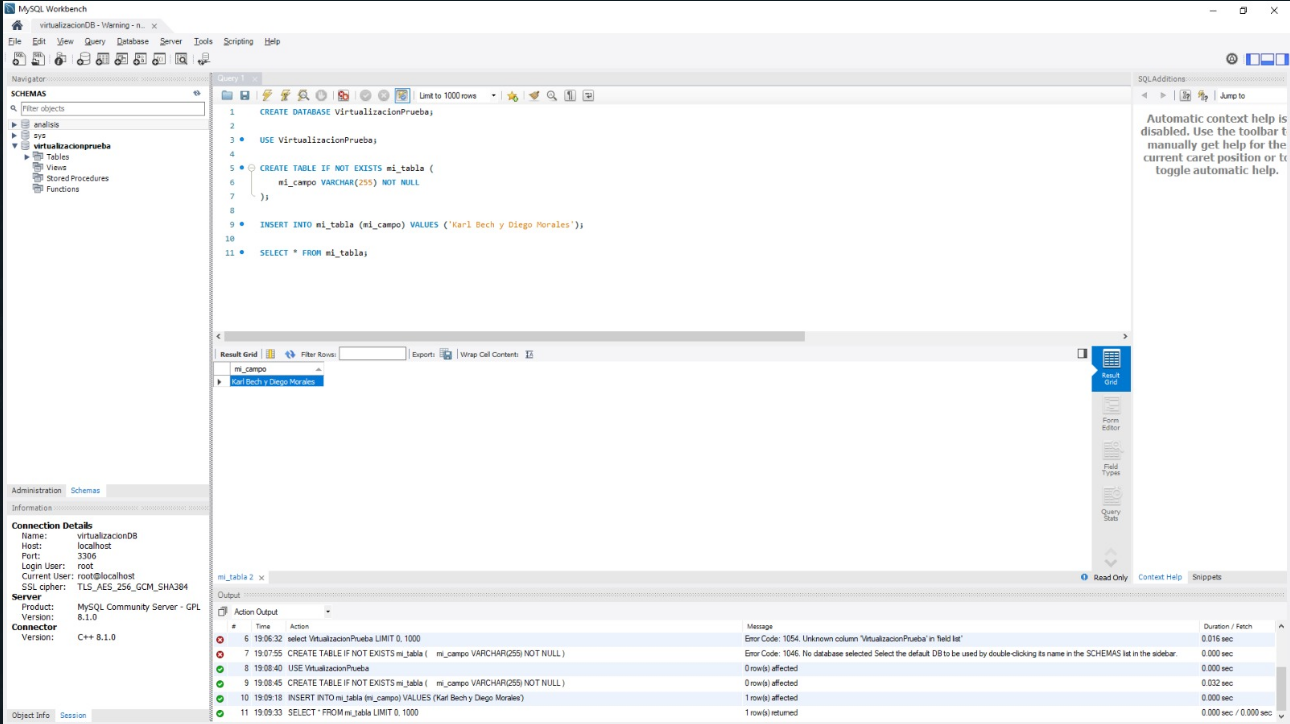 MySQL Workbench
virtualizacionDB - Warning - n...
File Edit View Query Database Server Tools Scripting Help
Navigator
SCHEMAS
Filter objects
analisis
sys
virtualizacionprueba
Tables
Views
Stored Procedures
Functions
Administration Schemas
Information
Connection Details
Name: virtualizacionDB
Host: localhost
Port: 3306
Login User: root
Current User: root@localhost
SSL cipher: TLS_AES_256_GCM_SHA384
Server
Product: MySQL Community Server - GPL
Version: 8.1.0
Connector
Version: C++ 8.1.0
Object Info Session
Query 1
Limit to 1000 rows
1 CREATE DATABASE VirtualizacionPrueba;
2
3 USE VirtualizacionPrueba;
4
5 CREATE TABLE IF NOT EXISTS mi_tabla (
6 mi_campo VARCHAR(255) NOT NULL
7 );
8
9 INSERT INTO mi_tabla (mi_campo) VALUES ('Karl Bech y Diego Morales');
10
11 SELECT * FROM mi_tabla;
Result Grid Filter Rows: Export: Wrap Cell Content:
mi_campo
Karl Bech y Diego Morales
Result
Grid
Form
Editor
Field
Types
Query
Stats
mi_tabla 2
Read Only
Output
Action Output
# Time Action Message Duration / Fetch
6 19:06:32 select VirtualizacionPrueba LIMIT 0, 1000 Error Code: 1054. Unknown column 'VirtualizacionPrueba' in 'field list' 0.016 sec
7 19:07:55 CREATE TABLE IF NOT EXISTS mi_tabla ( mi_campo VARCHAR(255) NOT NULL ) Error Code: 1046. No database selected Select the default DB to be used by double-clicking its name in the SCHEMAS list in the sidebar. 0.000 sec
8 19:08:40 USE VirtualizacionPrueba 0 row(s) affected 0.000 sec
9 19:08:45 CREATE TABLE IF NOT EXISTS mi_tabla ( mi_campo VARCHAR(255) NOT NULL ) 0 row(s) affected 0.032 sec
10 19:09:18 INSERT INTO mi_tabla (mi_campo) VALUES ('Karl Bech y Diego Morales') 1 row(s) affected 0.000 sec
11 19:09:33 SELECT * FROM mi_tabla LIMIT 0, 1000 1 row(s) returned 0.000 sec / 0.000 sec
SQLAdditions
Jump to
Automatic context help is
disabled. Use the toolbar t
manually get help for the
current caret position or to
toggle automatic help.
Context Help Snippets